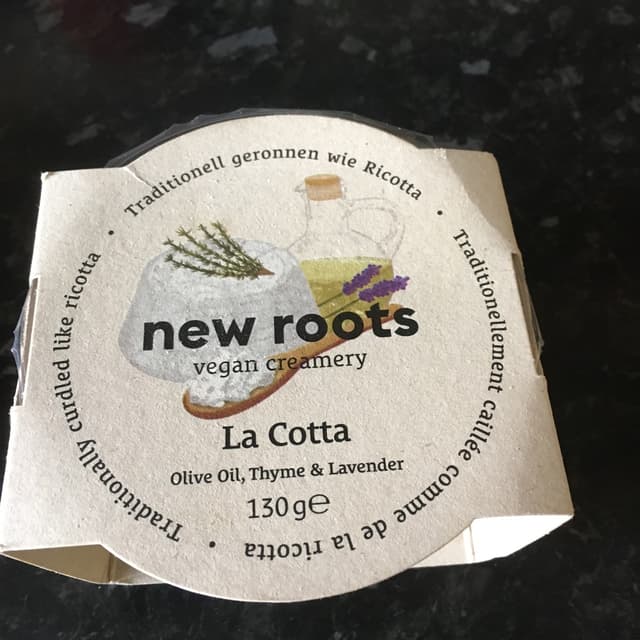 Traditionell geronnen wie Ricotta
Traditionellement caillée comme de la ricotta
Traditionally curdled like ricotta
new roots
vegan creamery
La Cotta
Olive Oil, Thyme & Lavender
130g℮